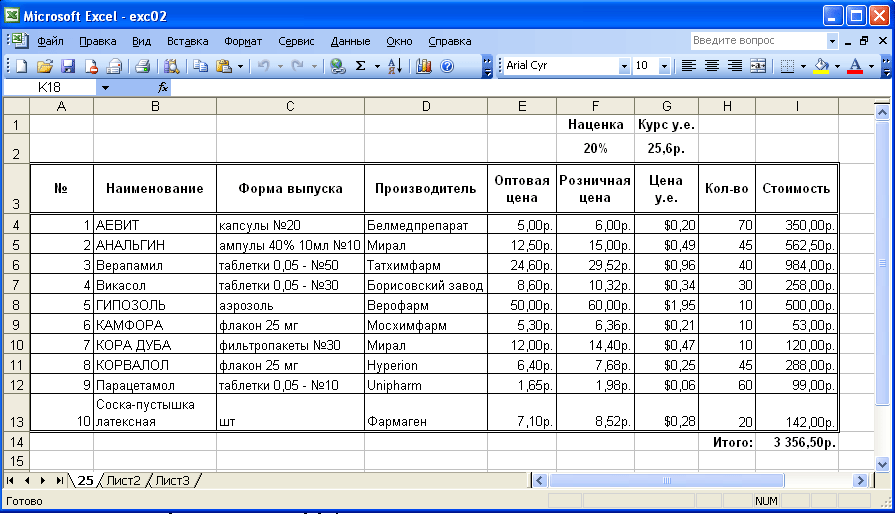 Microsoft Excel - exc02
Файл Правка Вид Вставка Формат Сервис Данные Окно Справка Введите вопрос
Arial Cyr 10
K18 fx
A B C D E F G H I
1 Наценка Курс у.е.
2 20% 25,6р.
3 № Наименование Форма выпуска Производитель Оптовая цена Розничная цена Цена у.е. Кол-во Стоимость
4 1 АЕВИТ капсулы №20 Белмедпрепарат 5,00р. 6,00р. $0,20 70 350,00р.
5 2 АНАЛЬГИН ампулы 40% 10мл №10 Мирал 12,50р. 15,00р. $0,49 45 562,50р.
6 3 Верапамил таблетки 0,05 - №50 Татхимфарм 24,60р. 29,52р. $0,96 40 984,00р.
7 4 Викасол таблетки 0,05 - №30 Борисовский завод 8,60р. 10,32р. $0,34 30 258,00р.
8 5 ГИПОЗОЛЬ аэрозоль Верофарм 50,00р. 60,00р. $1,95 10 500,00р.
9 6 КАМФОРА флакон 25 мг Мосхимфарм 5,30р. 6,36р. $0,21 10 53,00р.
10 7 КОРА ДУБА фильтропакеты №30 Мирал 12,00р. 14,40р. $0,47 10 120,00р.
11 8 КОРВАЛОЛ флакон 25 мг Hyperion 6,40р. 7,68р. $0,25 45 288,00р.
12 9 Парацетамол таблетки 0,05 - №10 Unipharm 1,65р. 1,98р. $0,06 60 99,00р.
13 10 Соска-пустышка латексная шт Фармаген 7,10р. 8,52р. $0,28 20 142,00р.
14 Итого: 3 356,50р.
15
25 Лист2 Лист3
Готово NUM